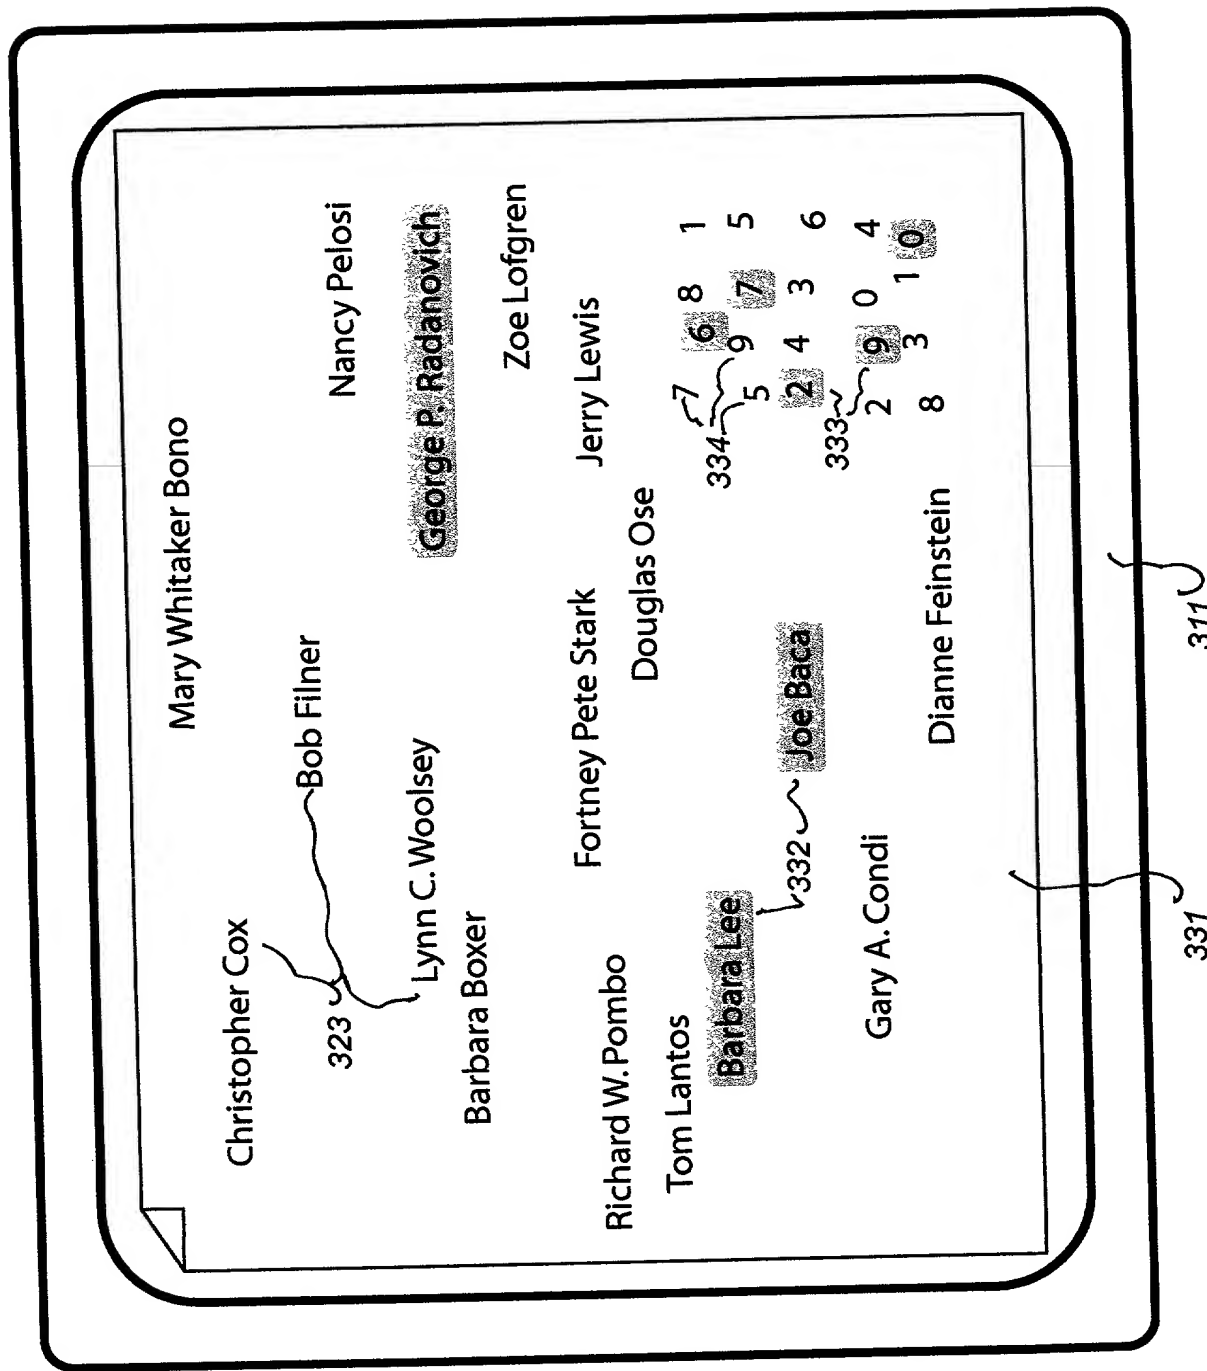 Mary Whitaker Bono
Christopher Cox
Bob Filner
323
Nancy Pelosi
Lynn C. Woolsey
George P. Radanovich
Barbara Boxer
Zoe Lofgren
Fortney Pete Stark
Jerry Lewis
Richard W. Pombo
Douglas Ose
Tom Lantos
7 6 8 1
334
Barbara Lee
5 9 7 5
332
Joe Baca
2 4 3 6
333
Gary A. Condi
2 9 0 4
Dianne Feinstein
8 3 1 0
331
311